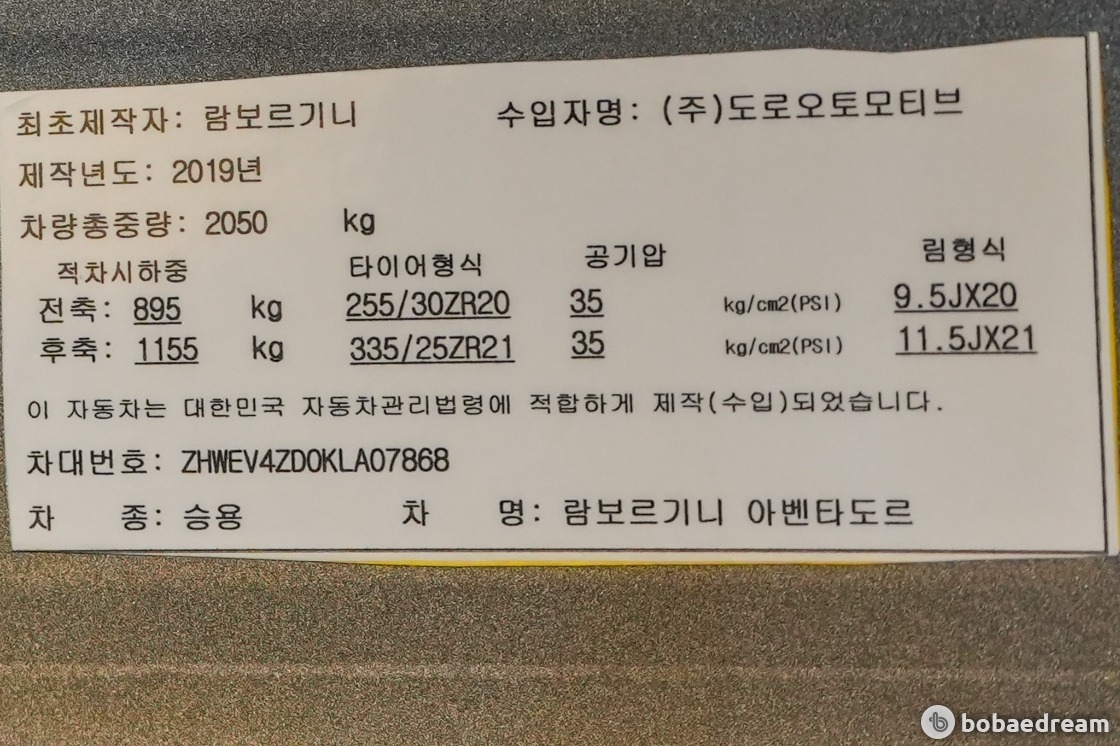 최초제작자: 람보르기니 수입자명: (주)도로오토모티브
제작년도: 2019년
차량총중량: 2050 kg
적차시하중 타이어형식 공기압 림형식
전축: 895 kg 255/30ZR20 35 kg/cm2(PSI) 9.5JX20
후축: 1155 kg 335/25ZR21 35 kg/cm2(PSI) 11.5JX21
이 자동차는 대한민국 자동차관리법령에 적합하게 제작(수입)되었습니다.
차대번호: ZHWEV4ZD0KLA07868
차 종: 승용 차 명: 람보르기니 아벤타도르
bobaedream